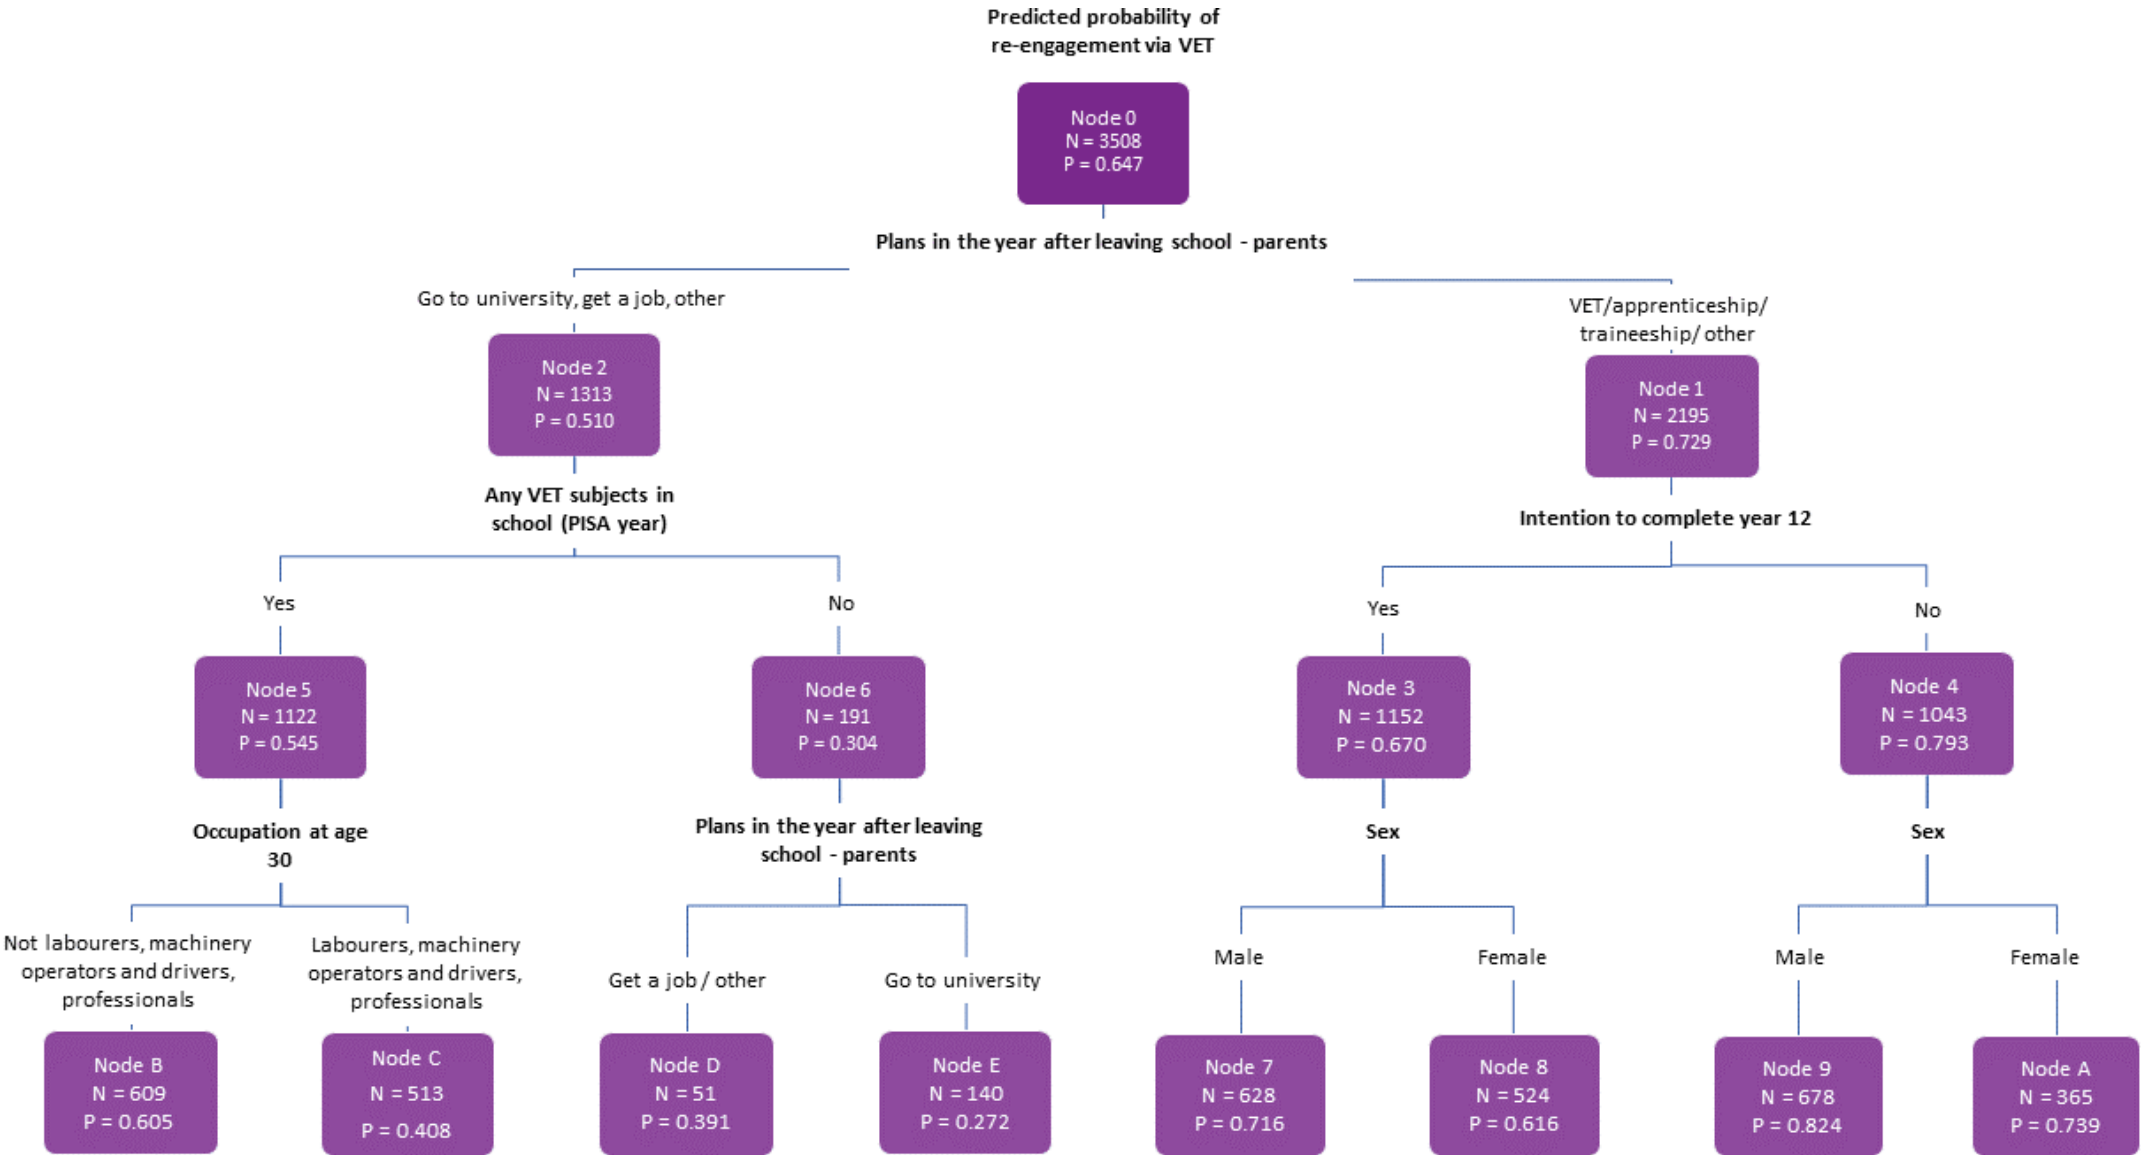 Predicted probability of
re-engagement via VET
Node 0
N = 3508
P = 0.647
Plans in the year after leaving school - parents
Go to university, get a job, other
VET/apprenticeship/
traineeship/ other
Node 2
N = 1313
P = 0.510
Node 1
N = 2195
P = 0.729
Any VET subjects in
school (PISA year)
Intention to complete year 12
Yes
No
Yes
No
Node 5
N = 1122
P = 0.545
Node 6
N = 191
P = 0.304
Node 3
N = 1152
P = 0.670
Node 4
N = 1043
P = 0.793
Occupation at age
30
Plans in the year after leaving
school - parents
Sex
Sex
Not labourers, machinery
operators and drivers,
professionals
Labourers, machinery
operators and drivers,
professionals
Get a job / other
Go to university
Male
Female
Male
Female
Node B
N = 609
P = 0.605
Node C
N = 513
P = 0.408
Node D
N = 51
P = 0.391
Node E
N = 140
P = 0.272
Node 7
N = 628
P = 0.716
Node 8
N = 524
P = 0.616
Node 9
N = 678
P = 0.824
Node A
N = 365
P = 0.739